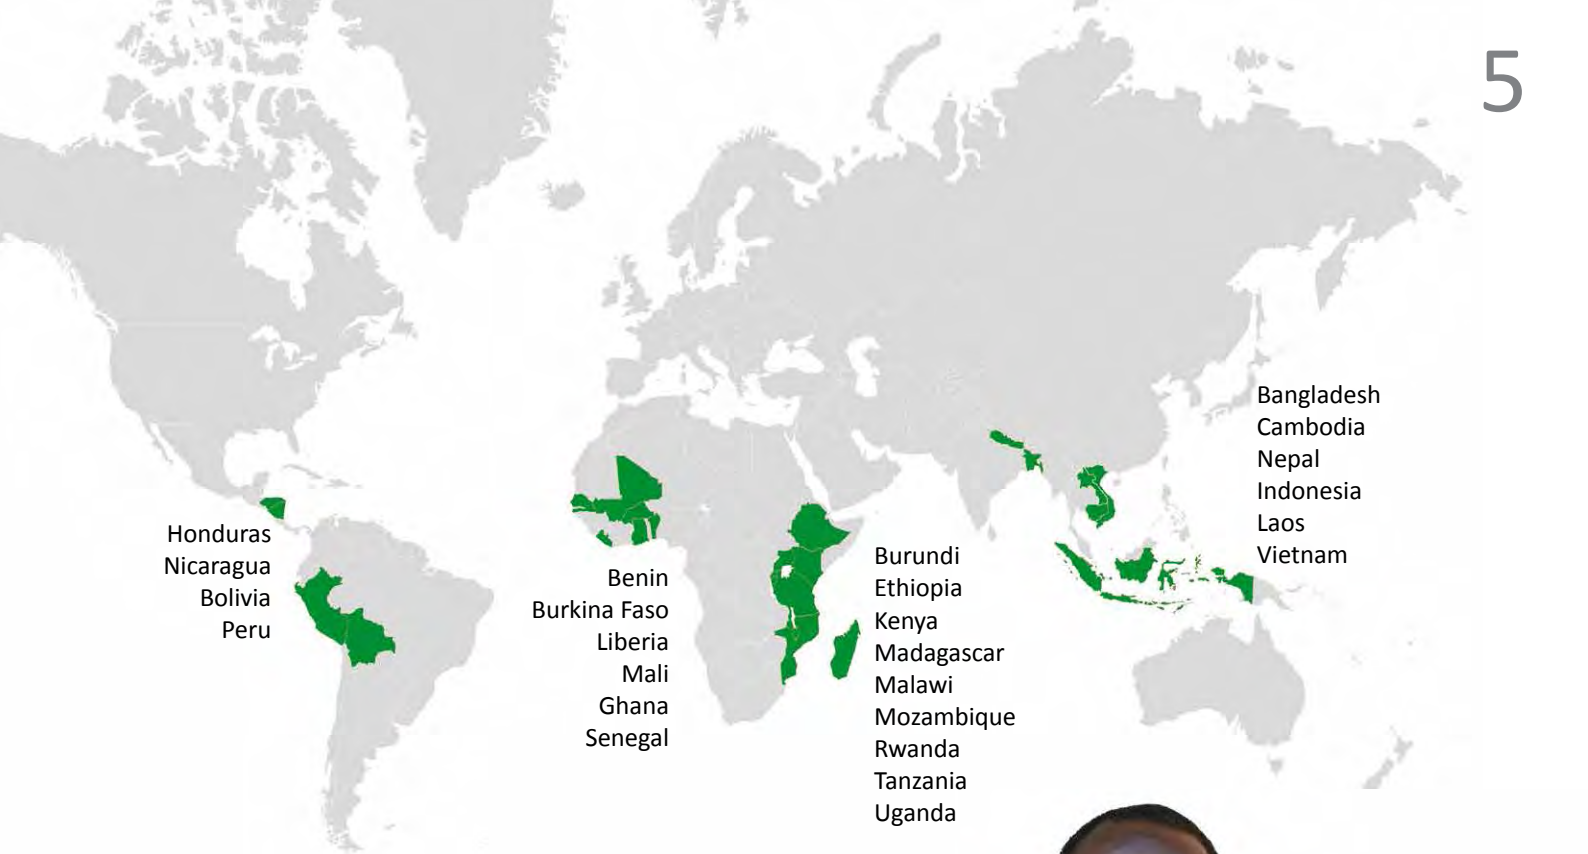 5
Honduras
Nicaragua
Bolivia
Peru
Benin
Burkina Faso
Liberia
Mali
Ghana
Senegal
Burundi
Ethiopia
Kenya
Madagascar
Malawi
Mozambique
Rwanda
Tanzania
Uganda
Bangladesh
Cambodia
Nepal
Indonesia
Laos
Vietnam